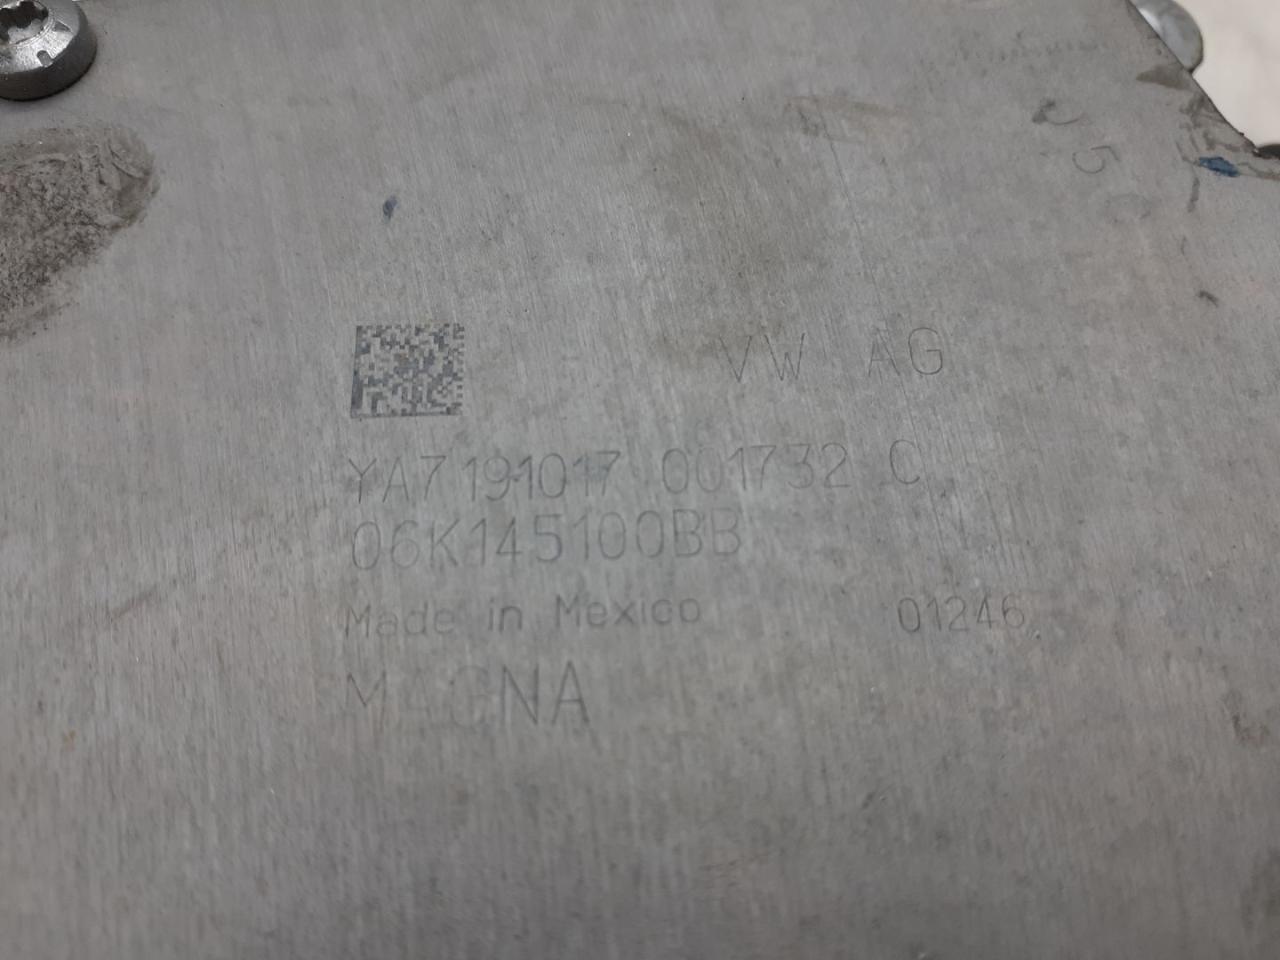 VW AG
YA7 191017 001732 C
06K145100BB
Made in Mexico 01246
MAGNA